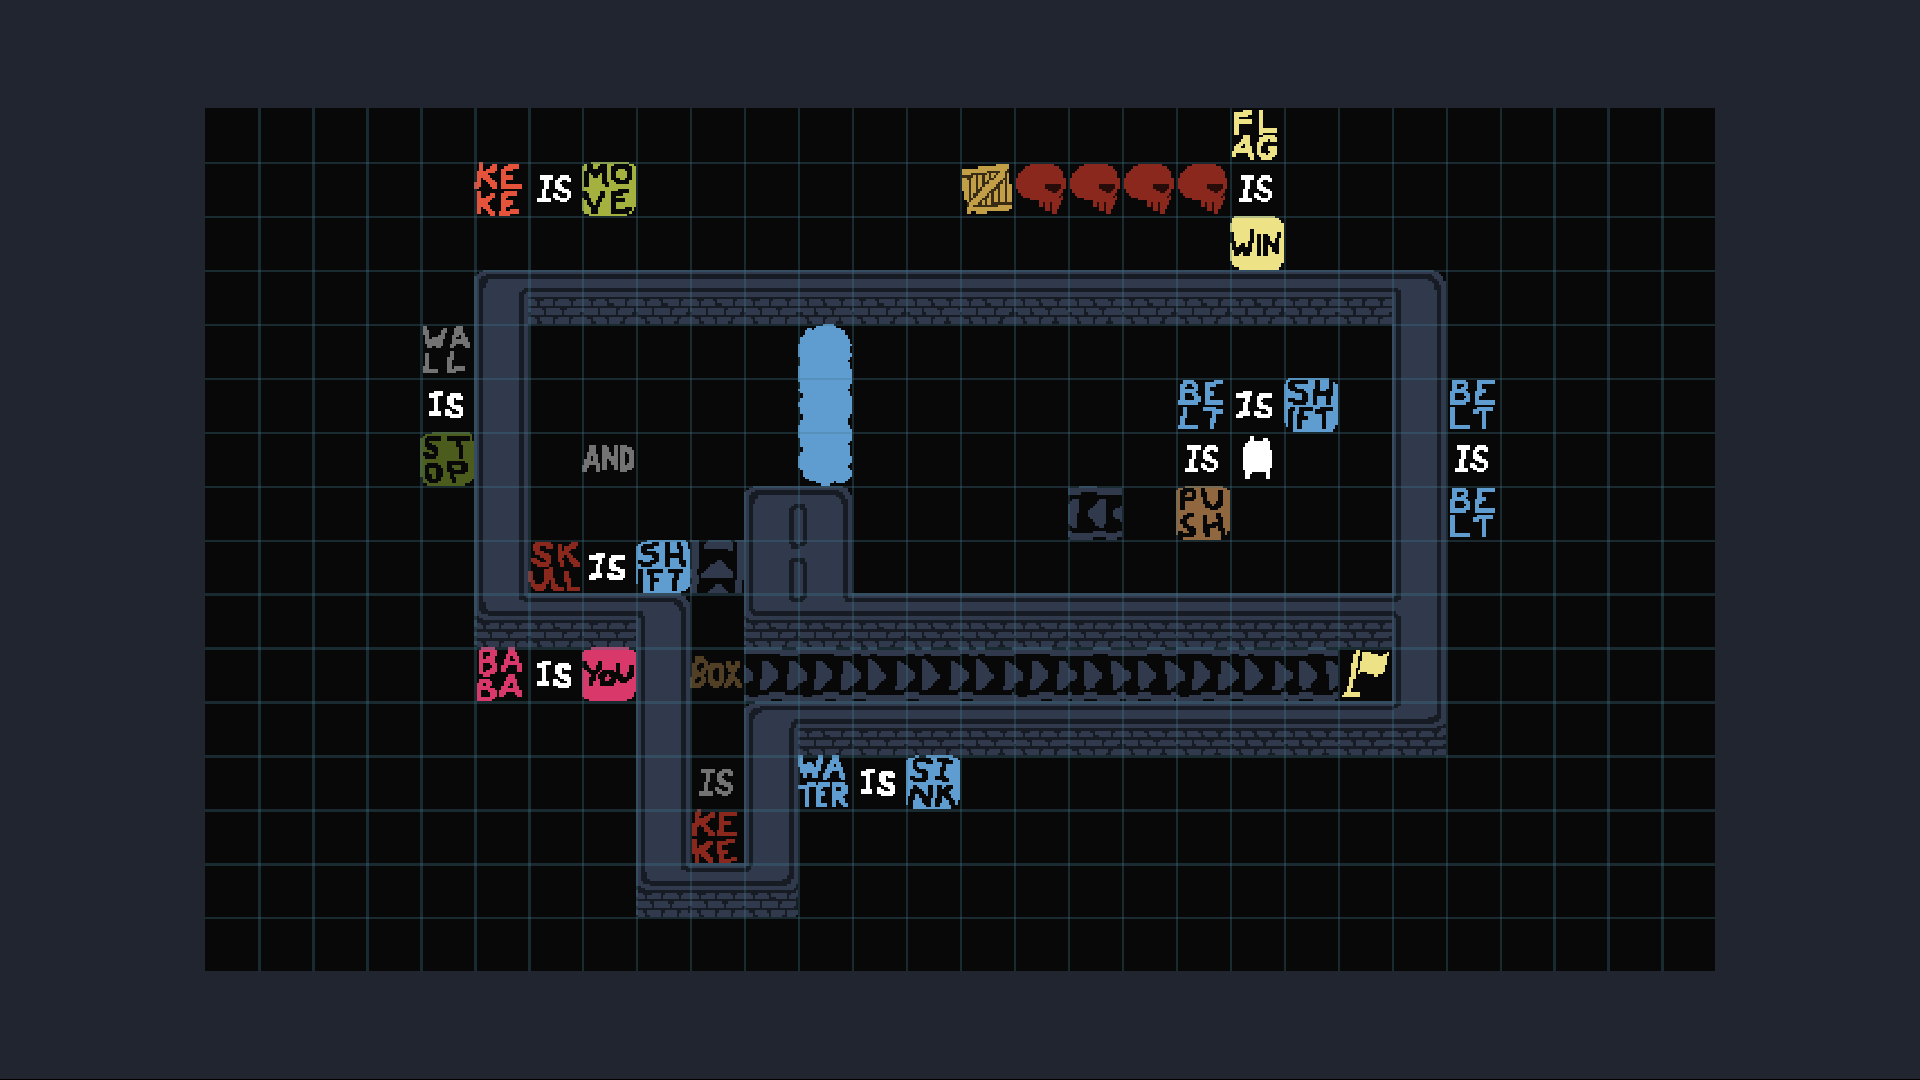 FLAG
KEKE IS MOVE
IS
WIN
WALL
IS
BELT IS SHIFT
BELT
STOP
AND
IS
IS
PUSH
BELT
SKULL IS SHIFT
BABA IS YOU
BOX
IS
WATER IS SINK
KEKE